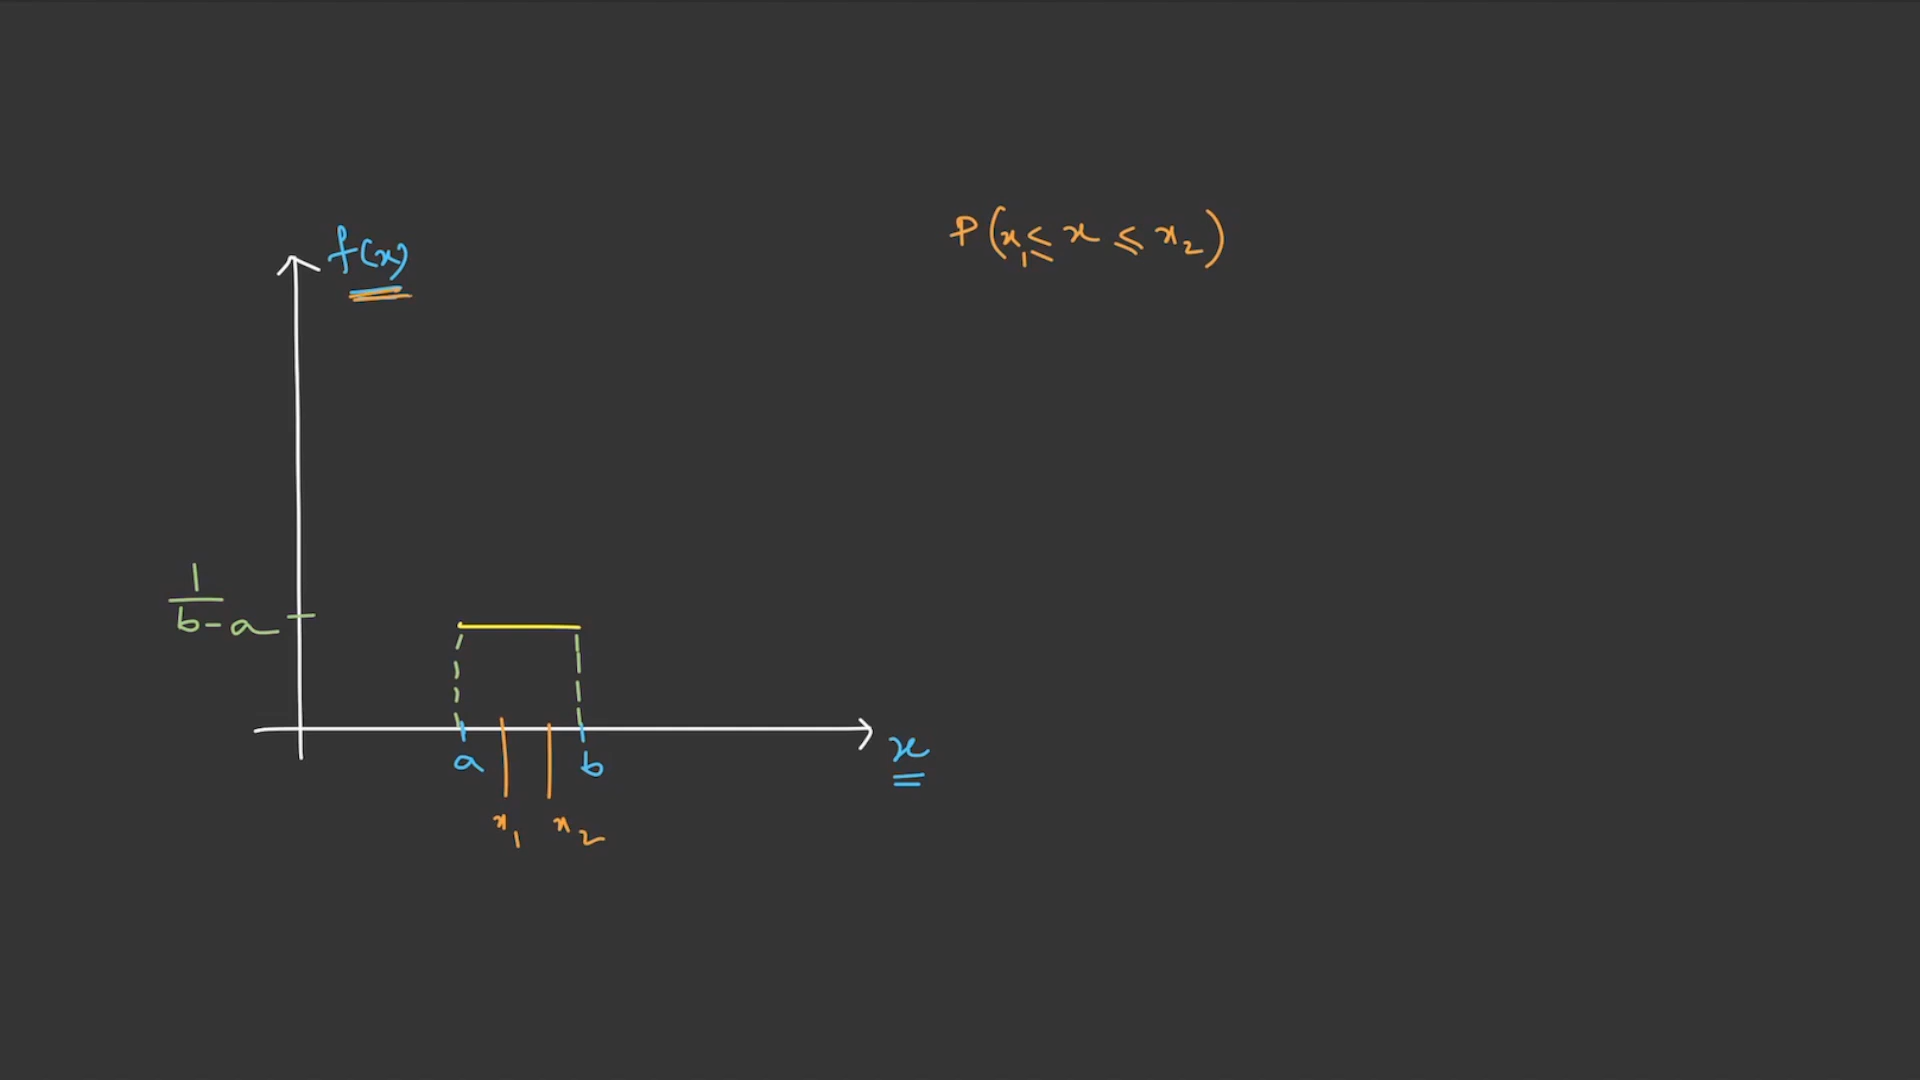 P(x₁ ≤ x ≤ x₂)
f(x)
1
b-a
a
b
x
x₁
x₂